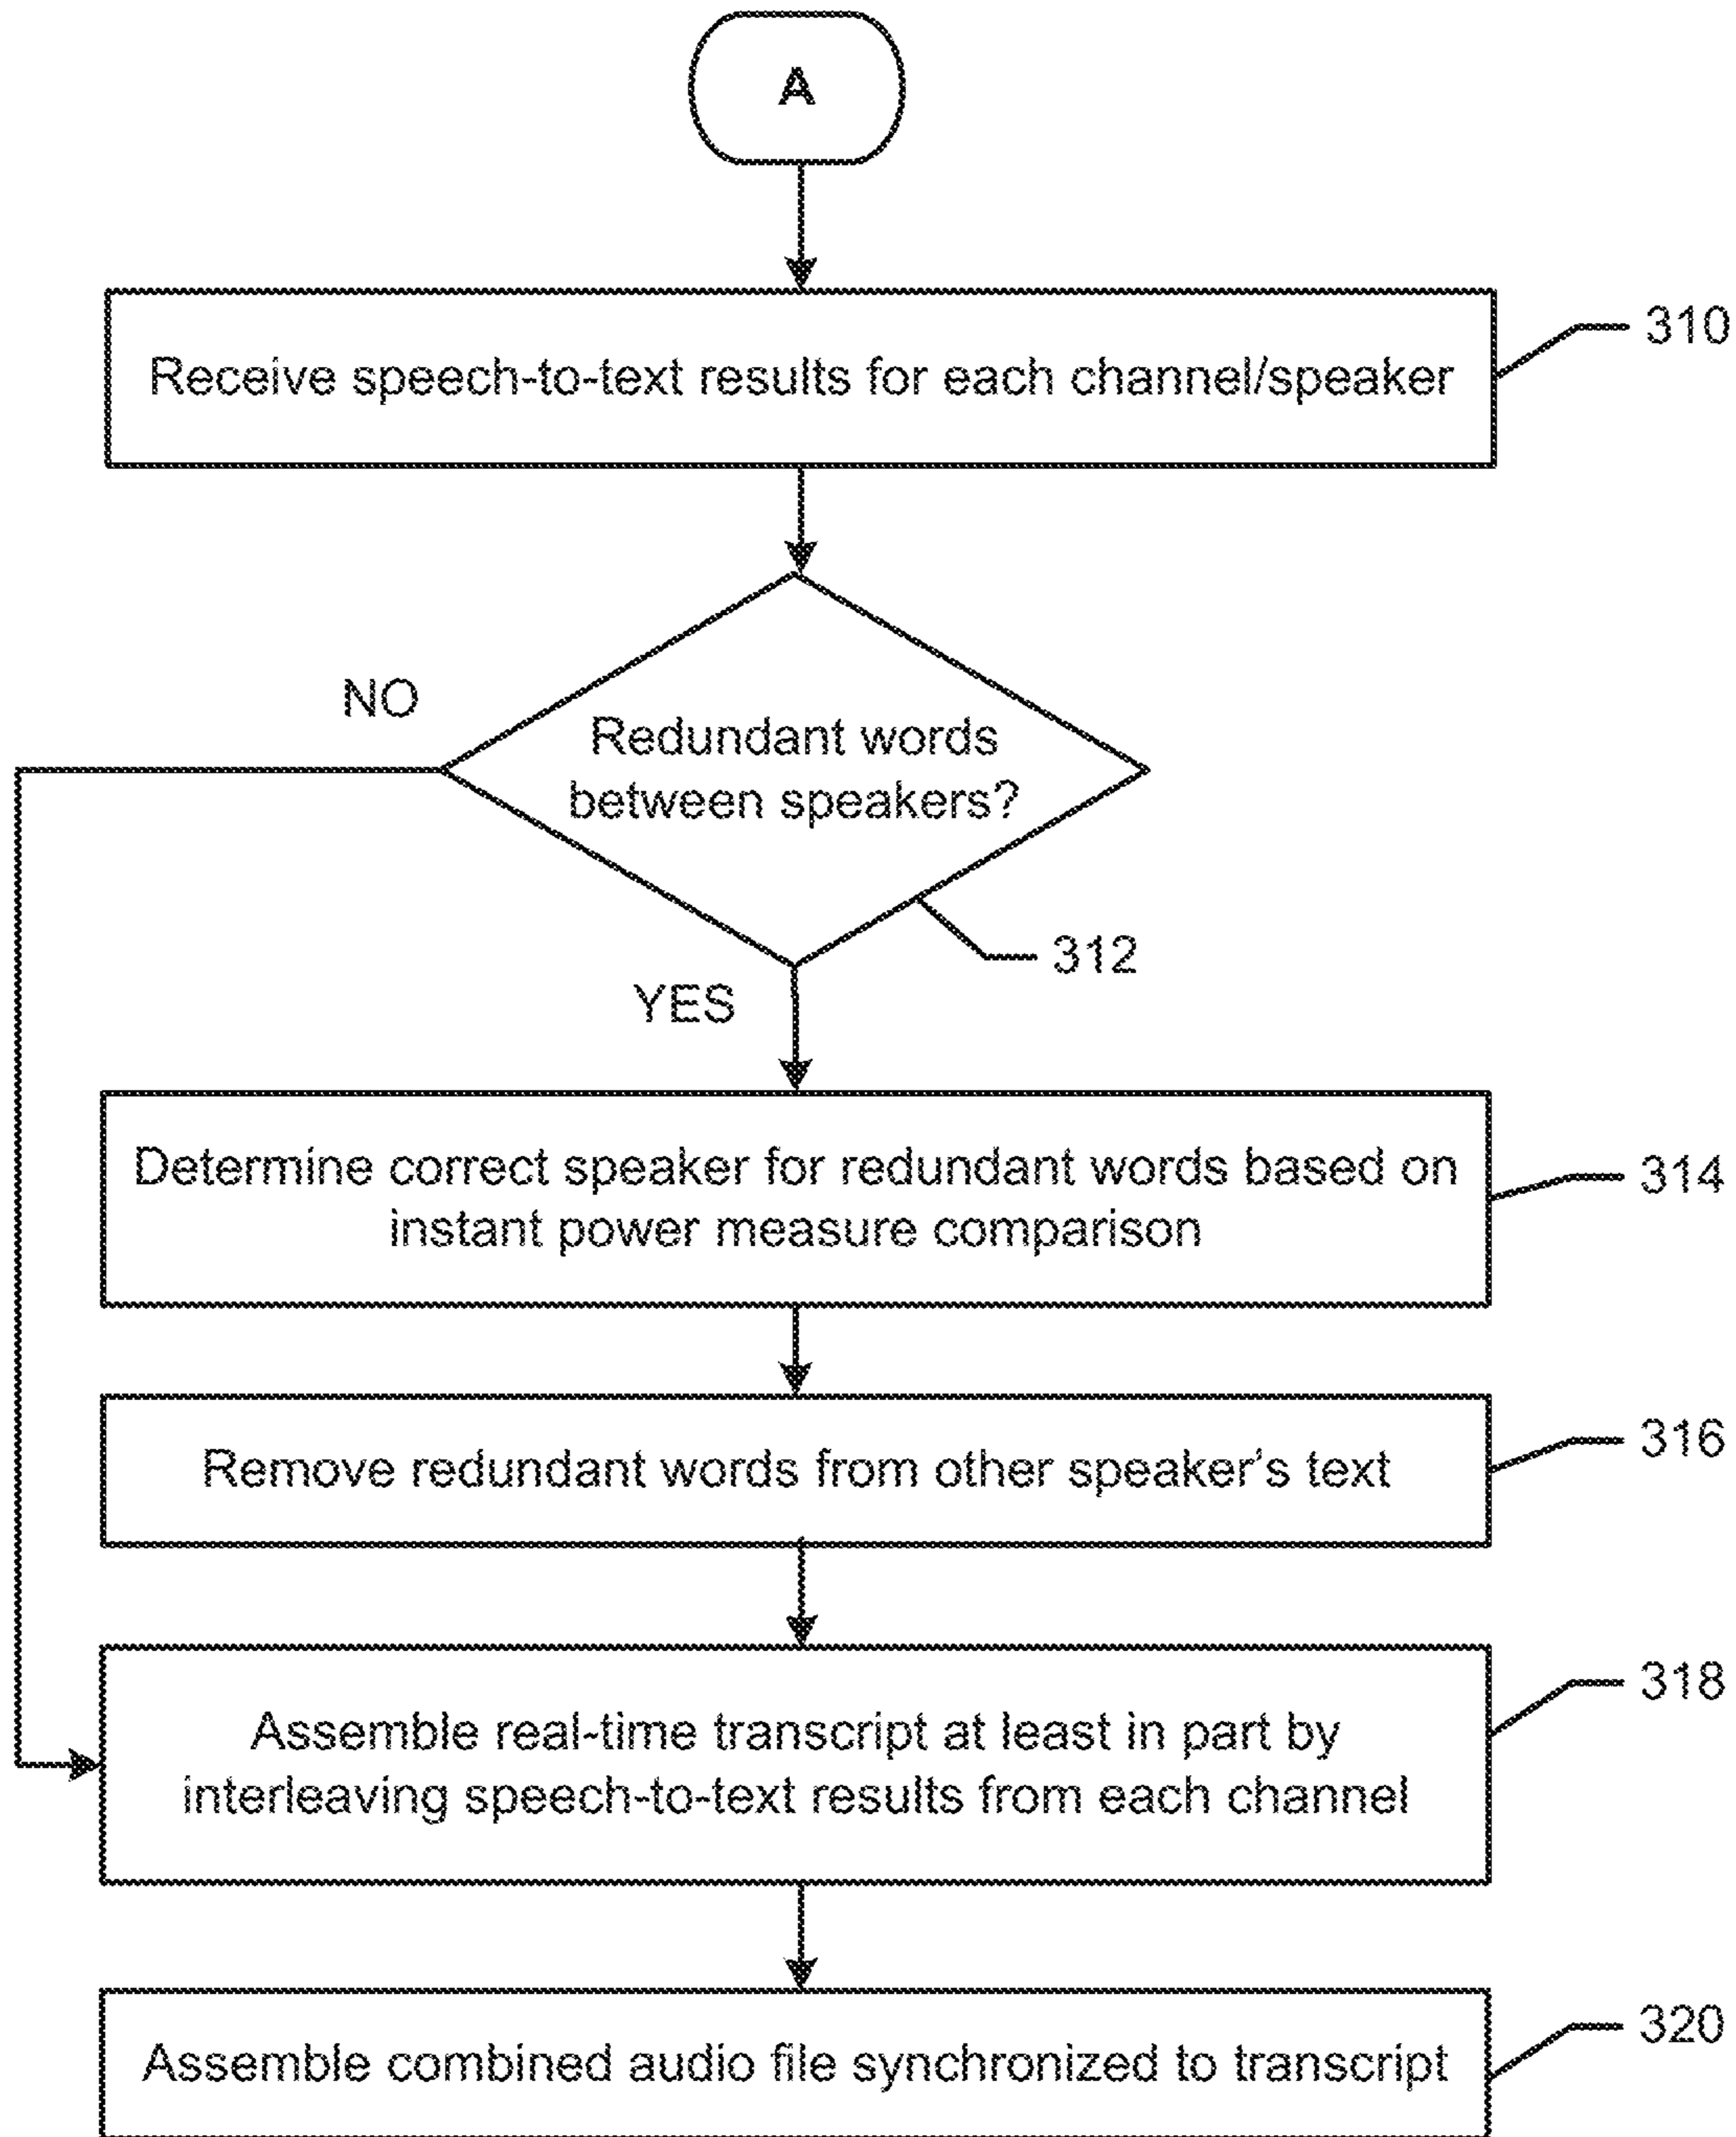 A
Receive speech-to-text results for each channel/speaker
310
NO
Redundant words
between speakers?
312
YES
Determine correct speaker for redundant words based on
instant power measure comparison
314
Remove redundant words from other speaker's text
316
Assemble real-time transcript at least in part by
interleaving speech-to-text results from each channel
318
Assemble combined audio file synchronized to transcript
320